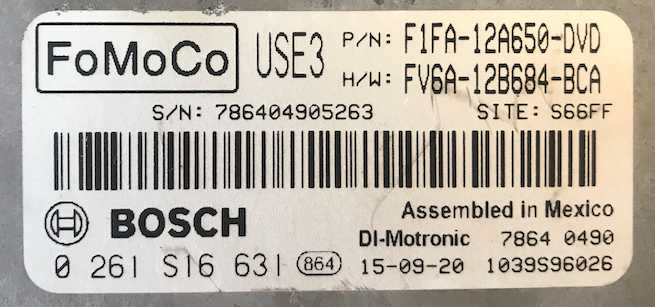 FoMoCo USE3 P/N: F1FA-12A650-DVD
H/W: FV6A-12B684-BCA
S/N: 786404905263 SITE: S66FF
BOSCH Assembled in Mexico
DI-Motronic 7864 0490
0 261 S16 631 864 15-09-20 1039S96026